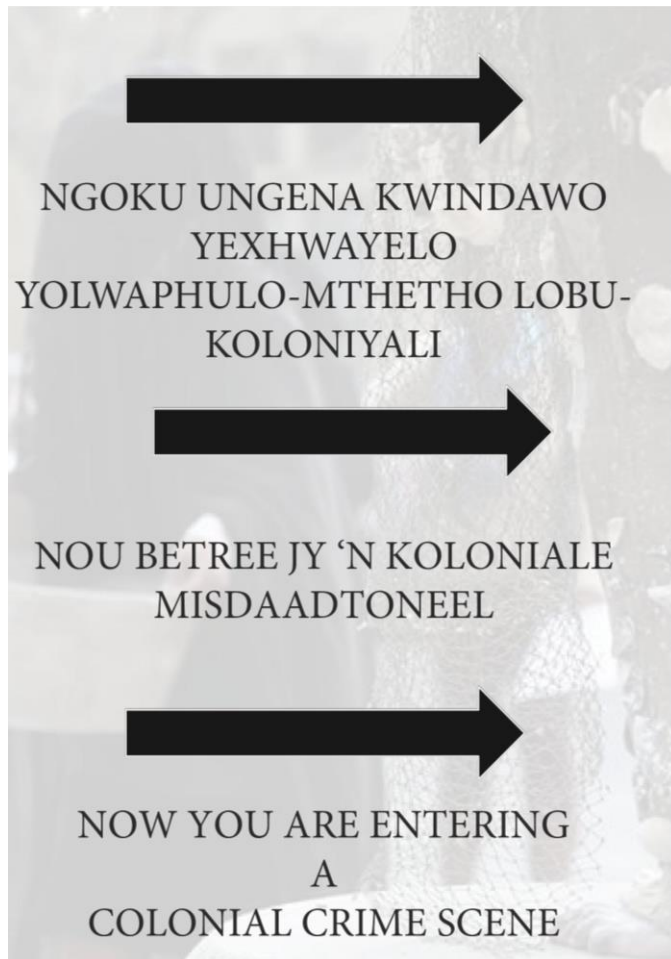 NGOKU UNGENA KWINDAWO
YEXHWAYELO
YOLWAPHULO-MTHETHO LOBU-
KOLONIYALI
NOU BETREE JY ‘N KOLONIALE
MISDAADTONEEL
NOW YOU ARE ENTERING
A
COLONIAL CRIME SCENE